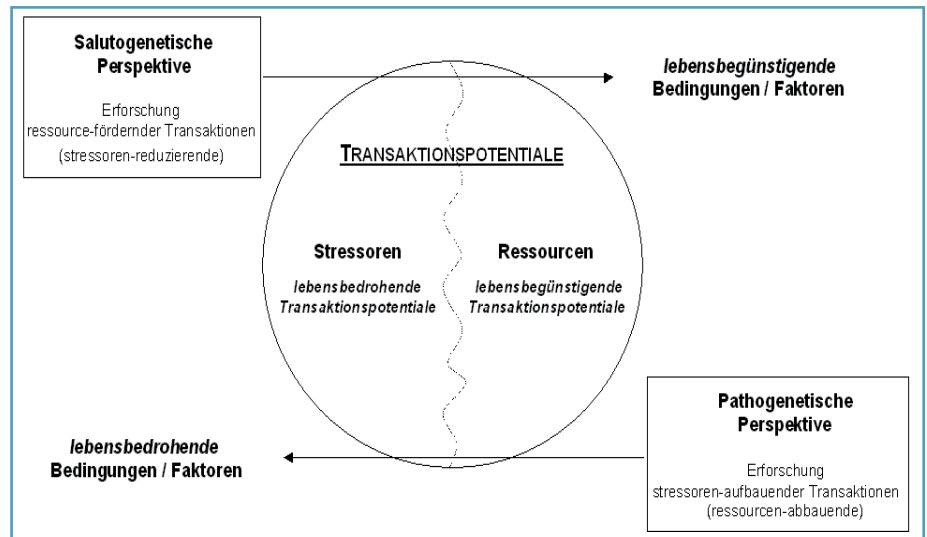 Salutogenetische
Perspektive
Erforschung
ressource-fördernder Transaktionen
(stressoren-reduzierende)
lebensbegünstigende
Bedingungen / Faktoren
TRANSAKTIONSPOTENTIALE
Stressoren
lebensbedrohende
Transaktionspotentiale
Ressourcen
lebensbegünstigende
Transaktionspotentiale
lebensbedrohende
Bedingungen / Faktoren
Pathogenetische
Perspektive
Erforschung
stressoren-aufbauender Transaktionen
(ressourcen-abbauende)